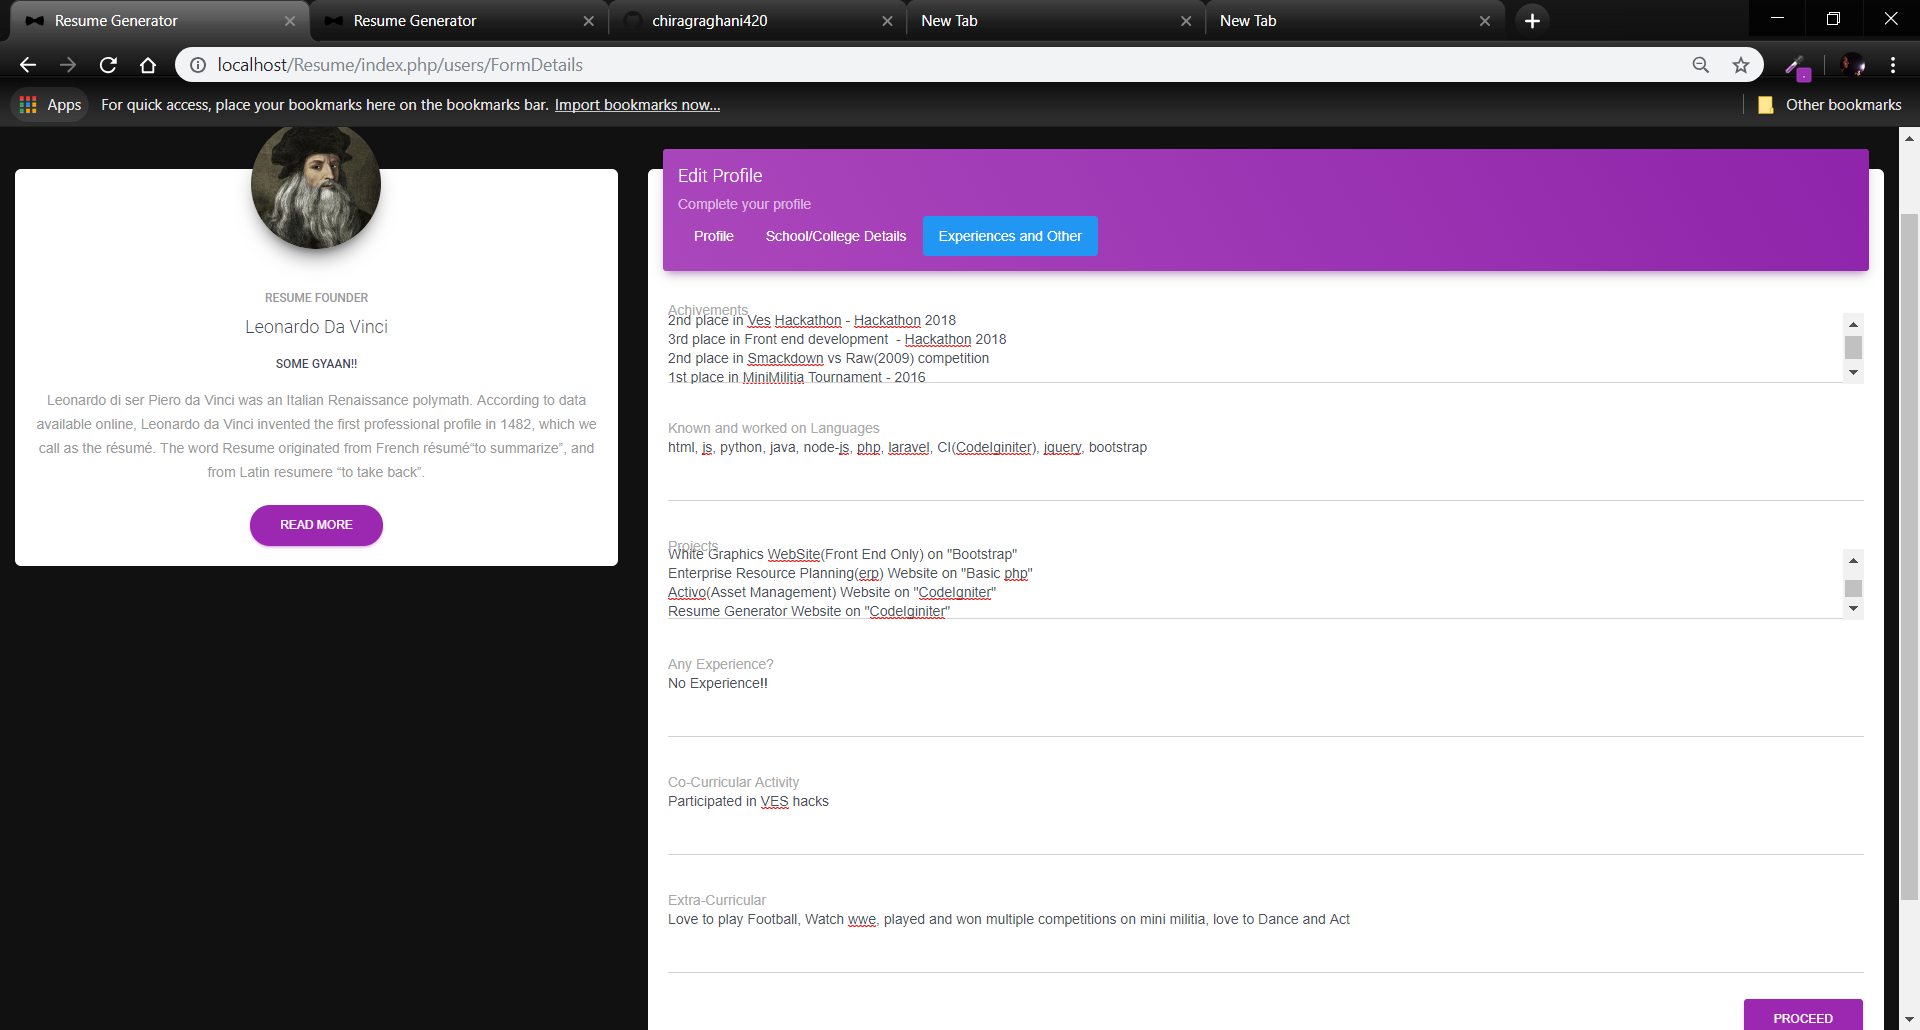 Resume Generator
Resume Generator
chiragraghani420
New Tab
New Tab
localhost/Resume/index.php/users/FormDetails
Apps
For quick access, place your bookmarks here on the bookmarks bar. Import bookmarks now...
Other bookmarks
RESUME FOUNDER
Leonardo Da Vinci
SOME GYAAN!!
Leonardo di ser Piero da Vinci was an Italian Renaissance polymath. According to data
available online, Leonardo da Vinci invented the first professional profile in 1482, which we
call as the résumé. The word Resume originated from French résumé“to summarize”, and
from Latin resumere “to take back”.
READ MORE
Edit Profile
Complete your profile
Profile
School/College Details
Experiences and Other
Achivements
2nd place in Ves Hackathon - Hackathon 2018
3rd place in Front end development  - Hackathon 2018
2nd place in Smackdown vs Raw(2009) competition
1st place in MiniMilitia Tournament - 2016
Known and worked on Languages
html, js, python, java, node-js, php, laravel, CI(CodeIginiter), jquery, bootstrap
Projects
White Graphics WebSite(Front End Only) on "Bootstrap"
Enterprise Resource Planning(erp) Website on "Basic php"
Activo(Asset Management) Website on "CodeIgniter"
Resume Generator Website on "CodeIginiter"
Any Experience?
No Experience!!
Co-Curricular Activity
Participated in VES hacks
Extra-Curricular
Love to play Football, Watch wwe, played and won multiple competitions on mini militia, love to Dance and Act
PROCEED